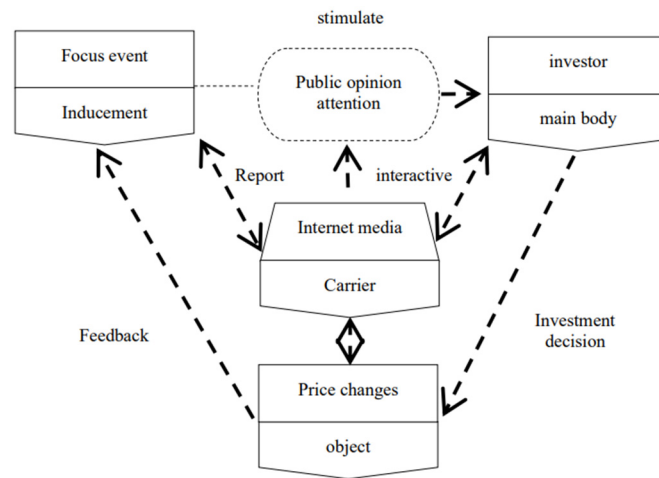 stimulate
Focus event
Inducement
Public opinion
attention
investor
main body
Report
interactive
Internet media
Carrier
Feedback
Investment
decision
Price changes
object